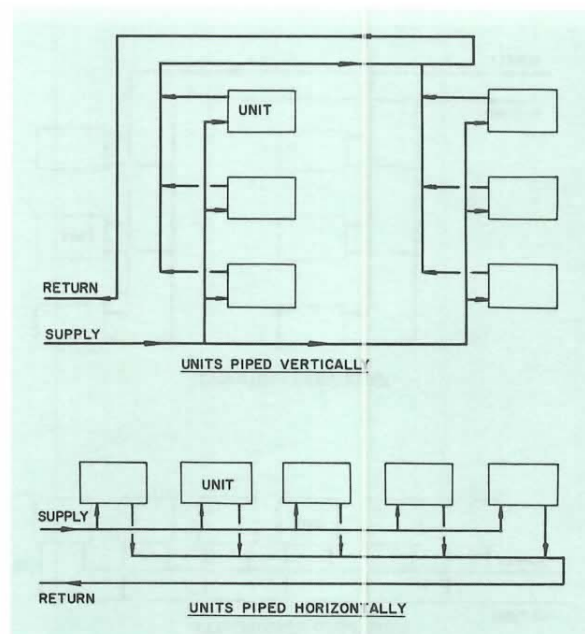 UNIT
RETURN
SUPPLY
UNITS PIPED VERTICALLY
UNIT
SUPPLY
RETURN
UNITS PIPED HORIZONTALLY